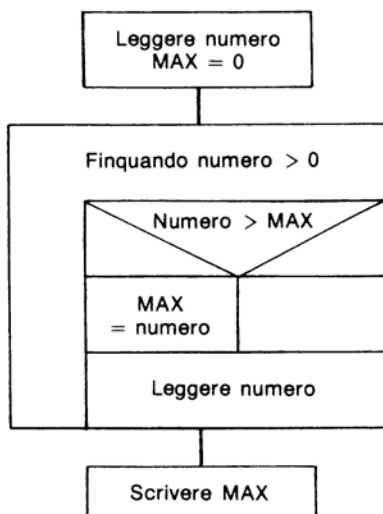 Leggere numero
MAX = 0
Finquando numero > 0
Numero > MAX
MAX
= numero
Leggere numero
Scrivere MAX